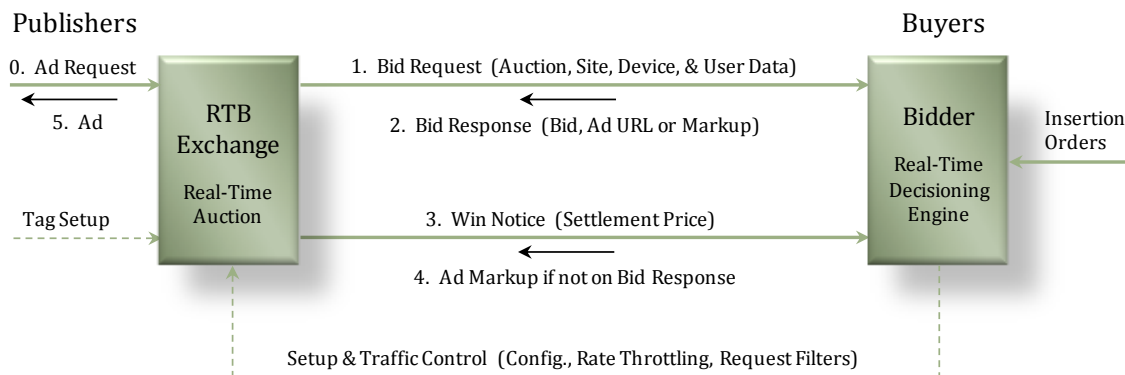 Publishers
Buyers
0. Ad Request
5. Ad
RTB
Exchange
Real-Time
Auction
Tag Setup
1. Bid Request (Auction, Site, Device, & User Data)
2. Bid Response (Bid, Ad URL or Markup)
3. Win Notice (Settlement Price)
4. Ad Markup if not on Bid Response
Bidder
Real-Time
Decisioning
Engine
Insertion
Orders
Setup & Traffic Control (Config., Rate Throttling, Request Filters)